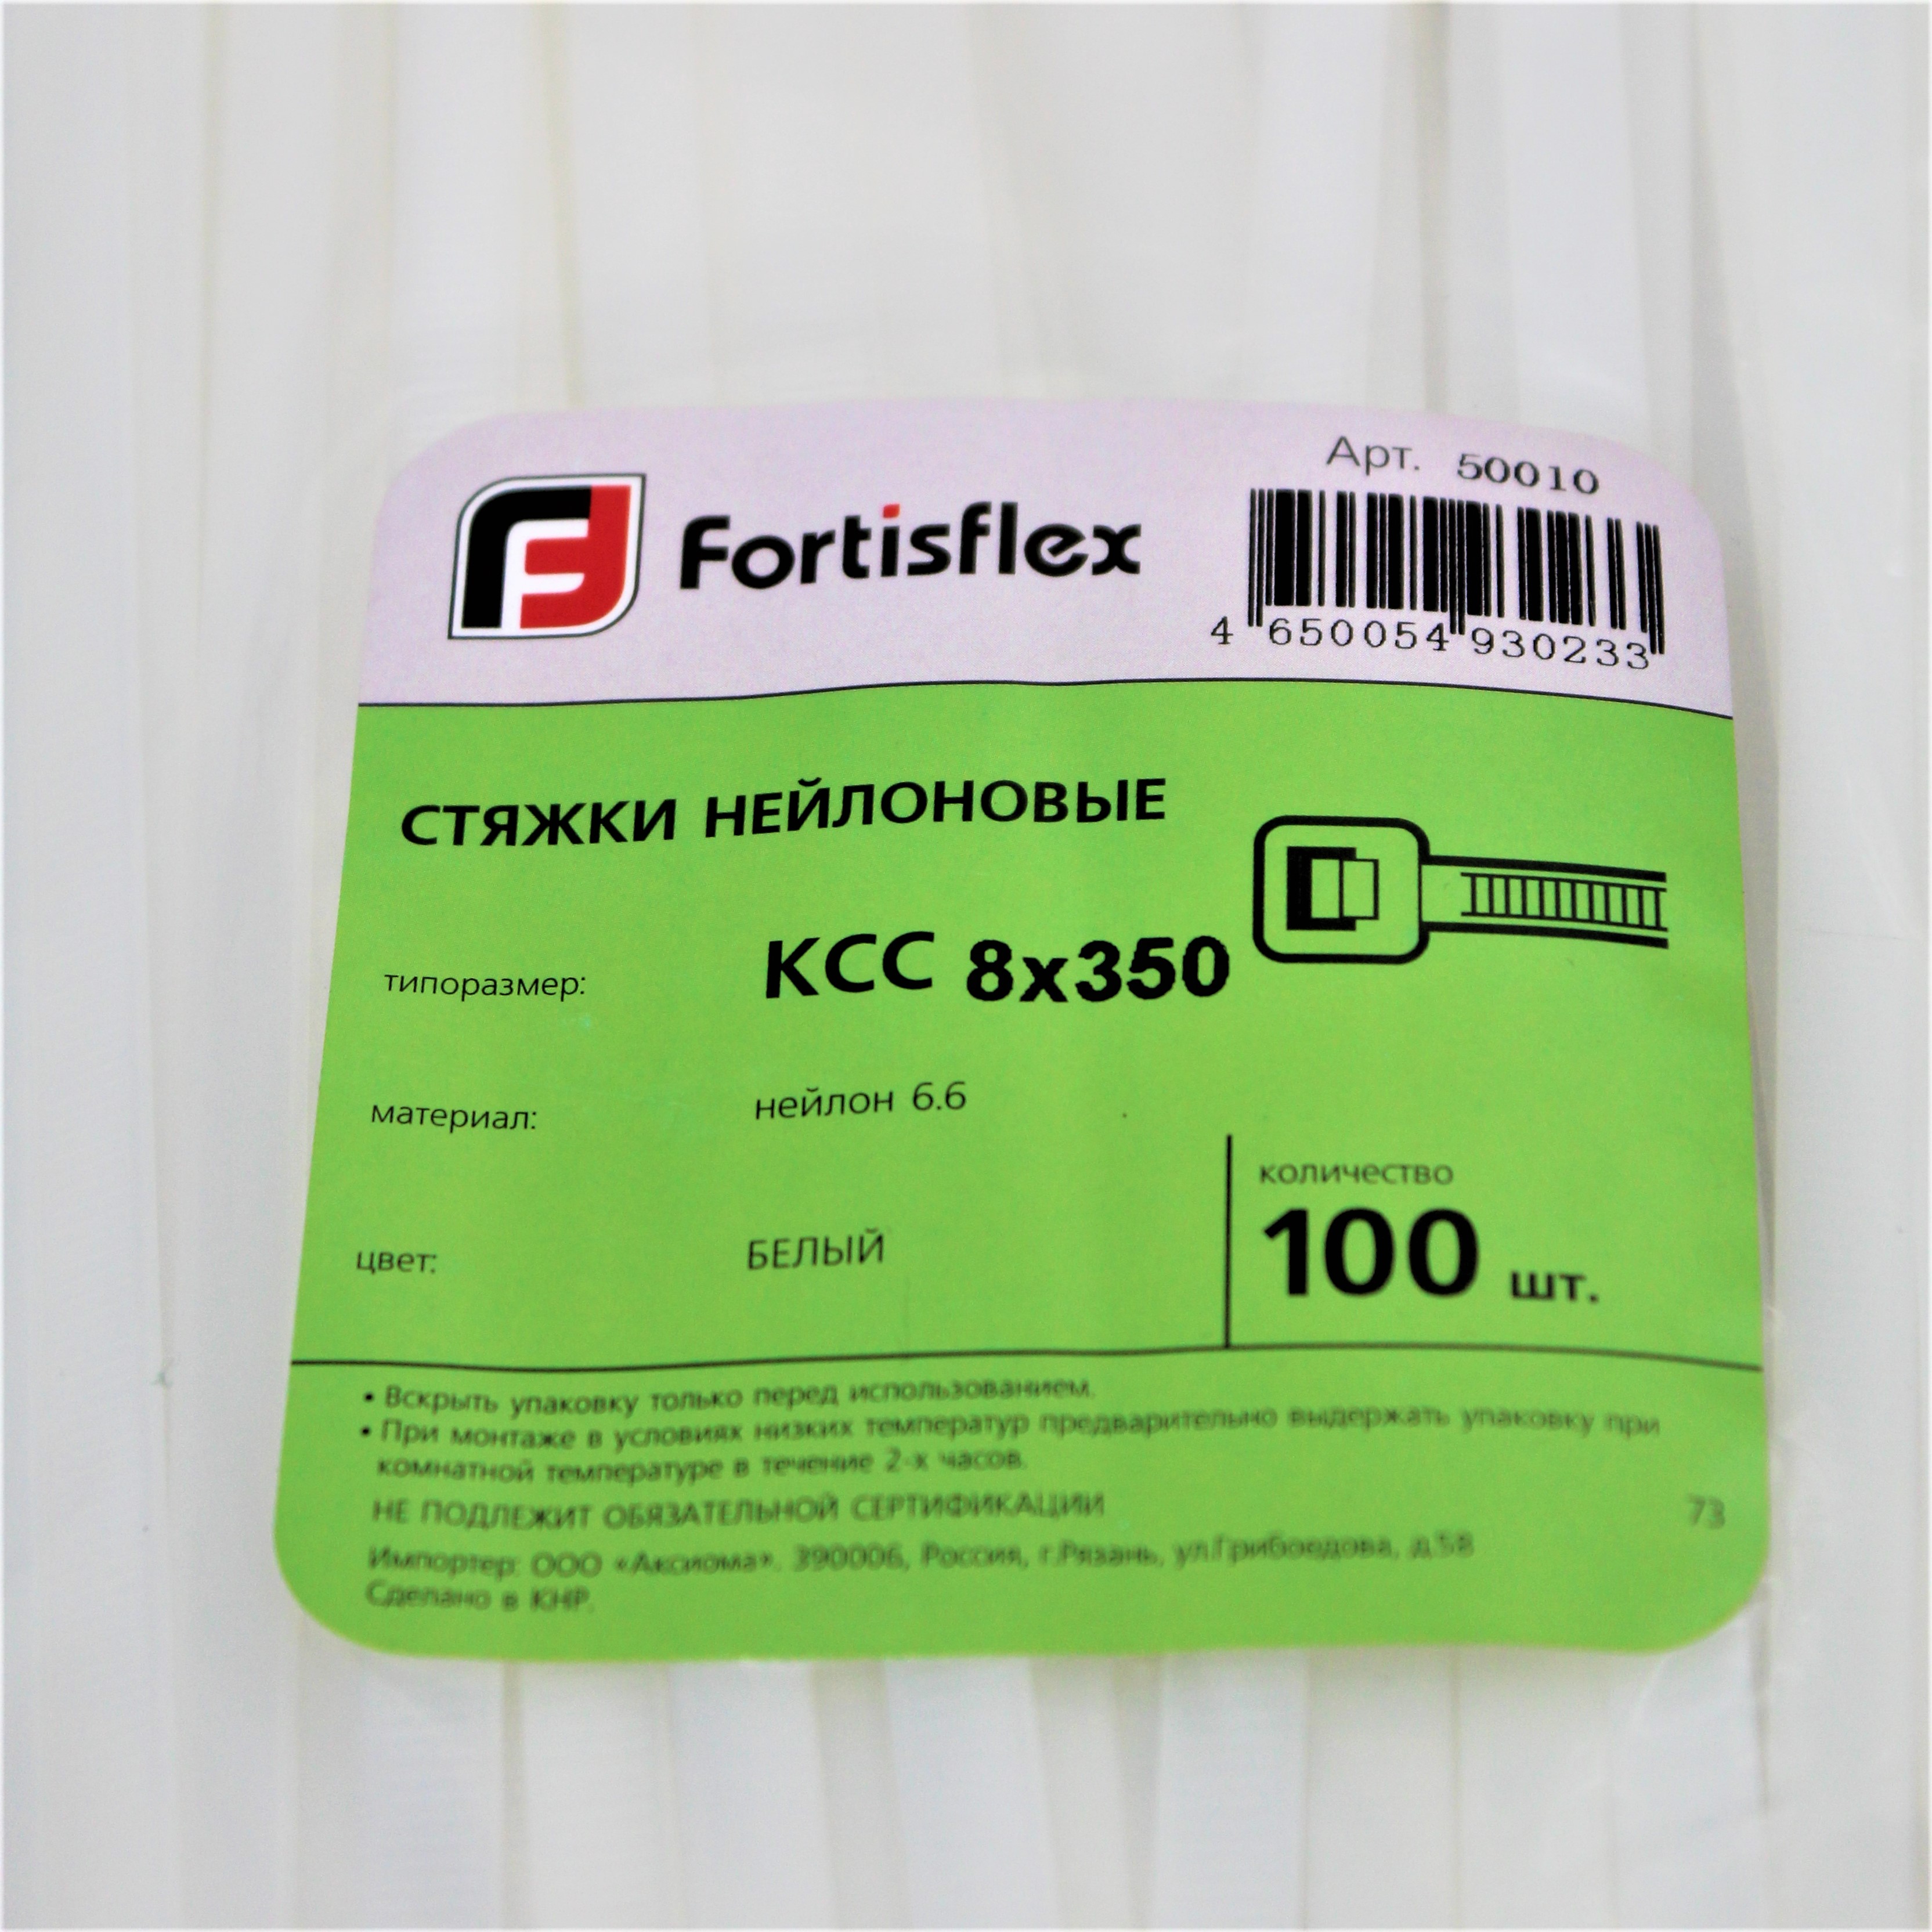 Fortisflex
Арт. 50010
4 650054 930233
СТЯЖКИ НЕЙЛОНОВЫЕ
типоразмер: КСС 8x350
материал: нейлон 6.6
цвет: БЕЛЫЙ
количество
100 шт.
• Вскрыть упаковку только перед использованием.
• При монтаже в условиях низких температур предварительно выдержать упаковку при
комнатной температуре в течение 2-х часов.
НЕ ПОДЛЕЖИТ ОБЯЗАТЕЛЬНОЙ СЕРТИФИКАЦИИ
73
Импортер: ООО «Аксиома». 390006, Россия, г.Рязань, ул.Грибоедова, д.58
Сделано в КНР.